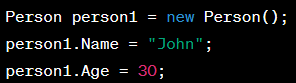 Person person1 = new Person();
person1.Name = "John";
person1.Age = 30;